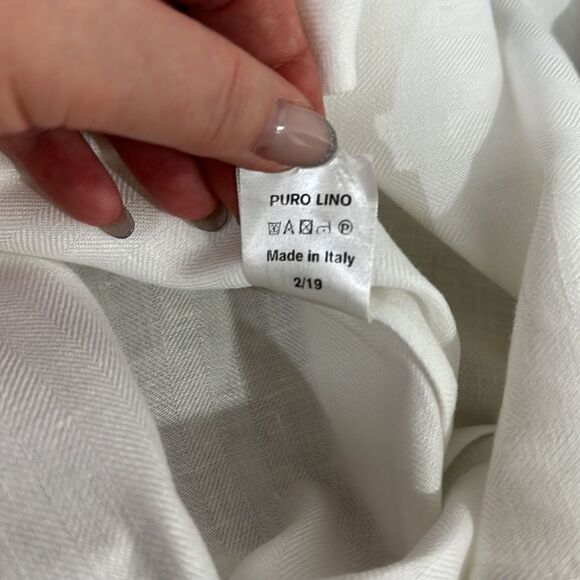 PURO LINO
Ⓟ
Made in Italy
2/19